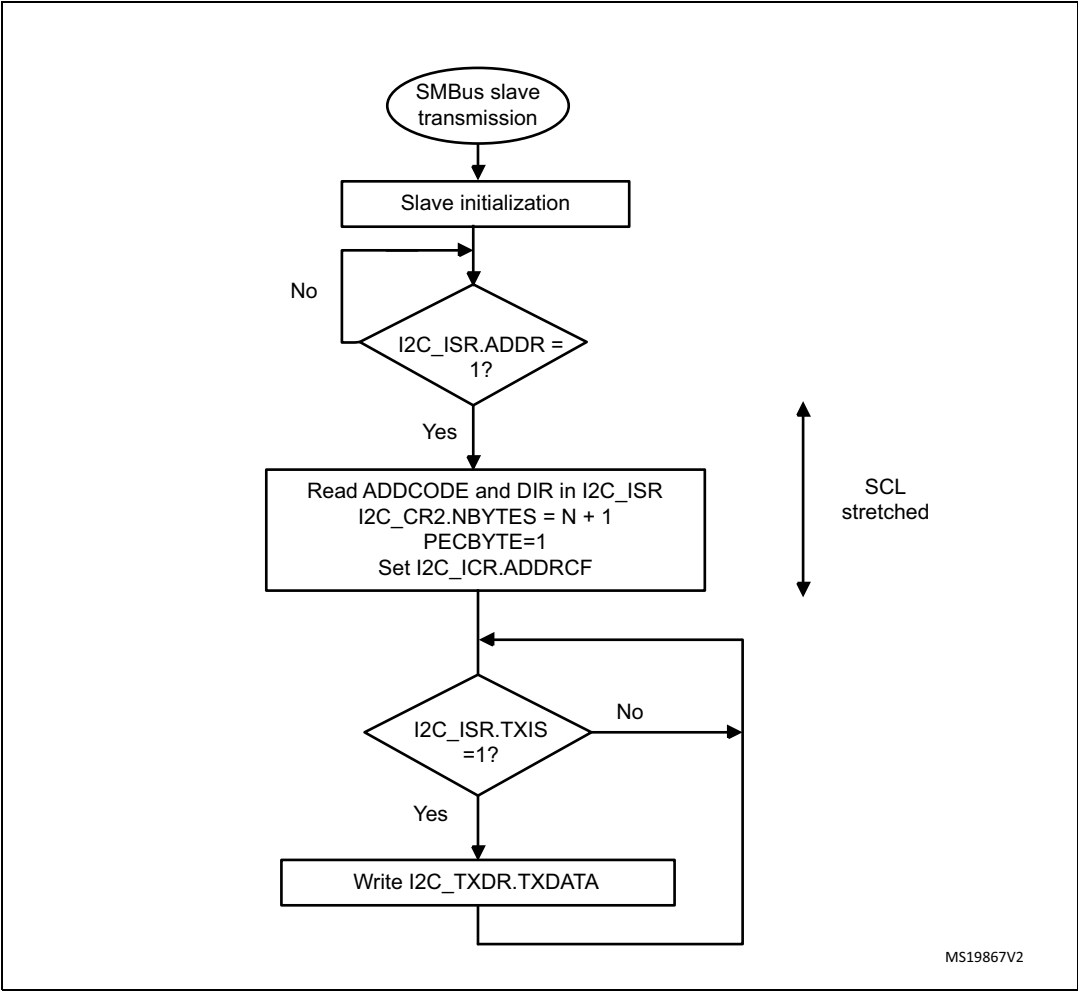 SMBus slave
transmission
Slave initialization
No
I2C_ISR.ADDR =
1?
Yes
Read ADDCODE and DIR in I2C_ISR
I2C_CR2.NBYTES = N + 1
PECBYTE=1
Set I2C_ICR.ADDRCF
SCL
stretched
I2C_ISR.TXIS
=1?
No
Yes
Write I2C_TXDR.TXDATA
MS19867V2